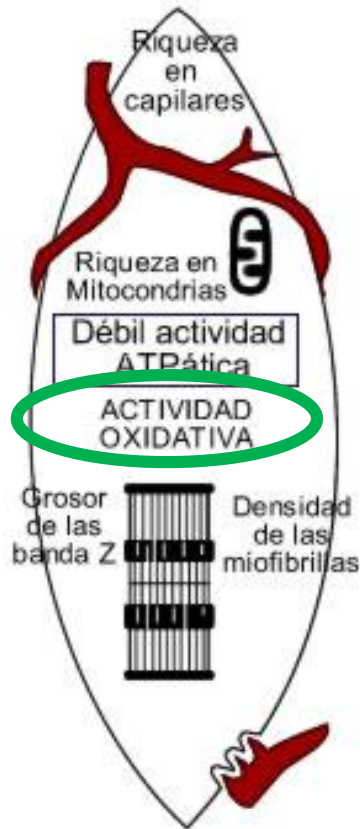 Riqueza
en
capilares
Riqueza en
Mitocondrias
Débil actividad
ATPática
ACTIVIDAD
OXIDATIVA
Grosor
de las
banda Z
Densidad
de las
miofibrillas